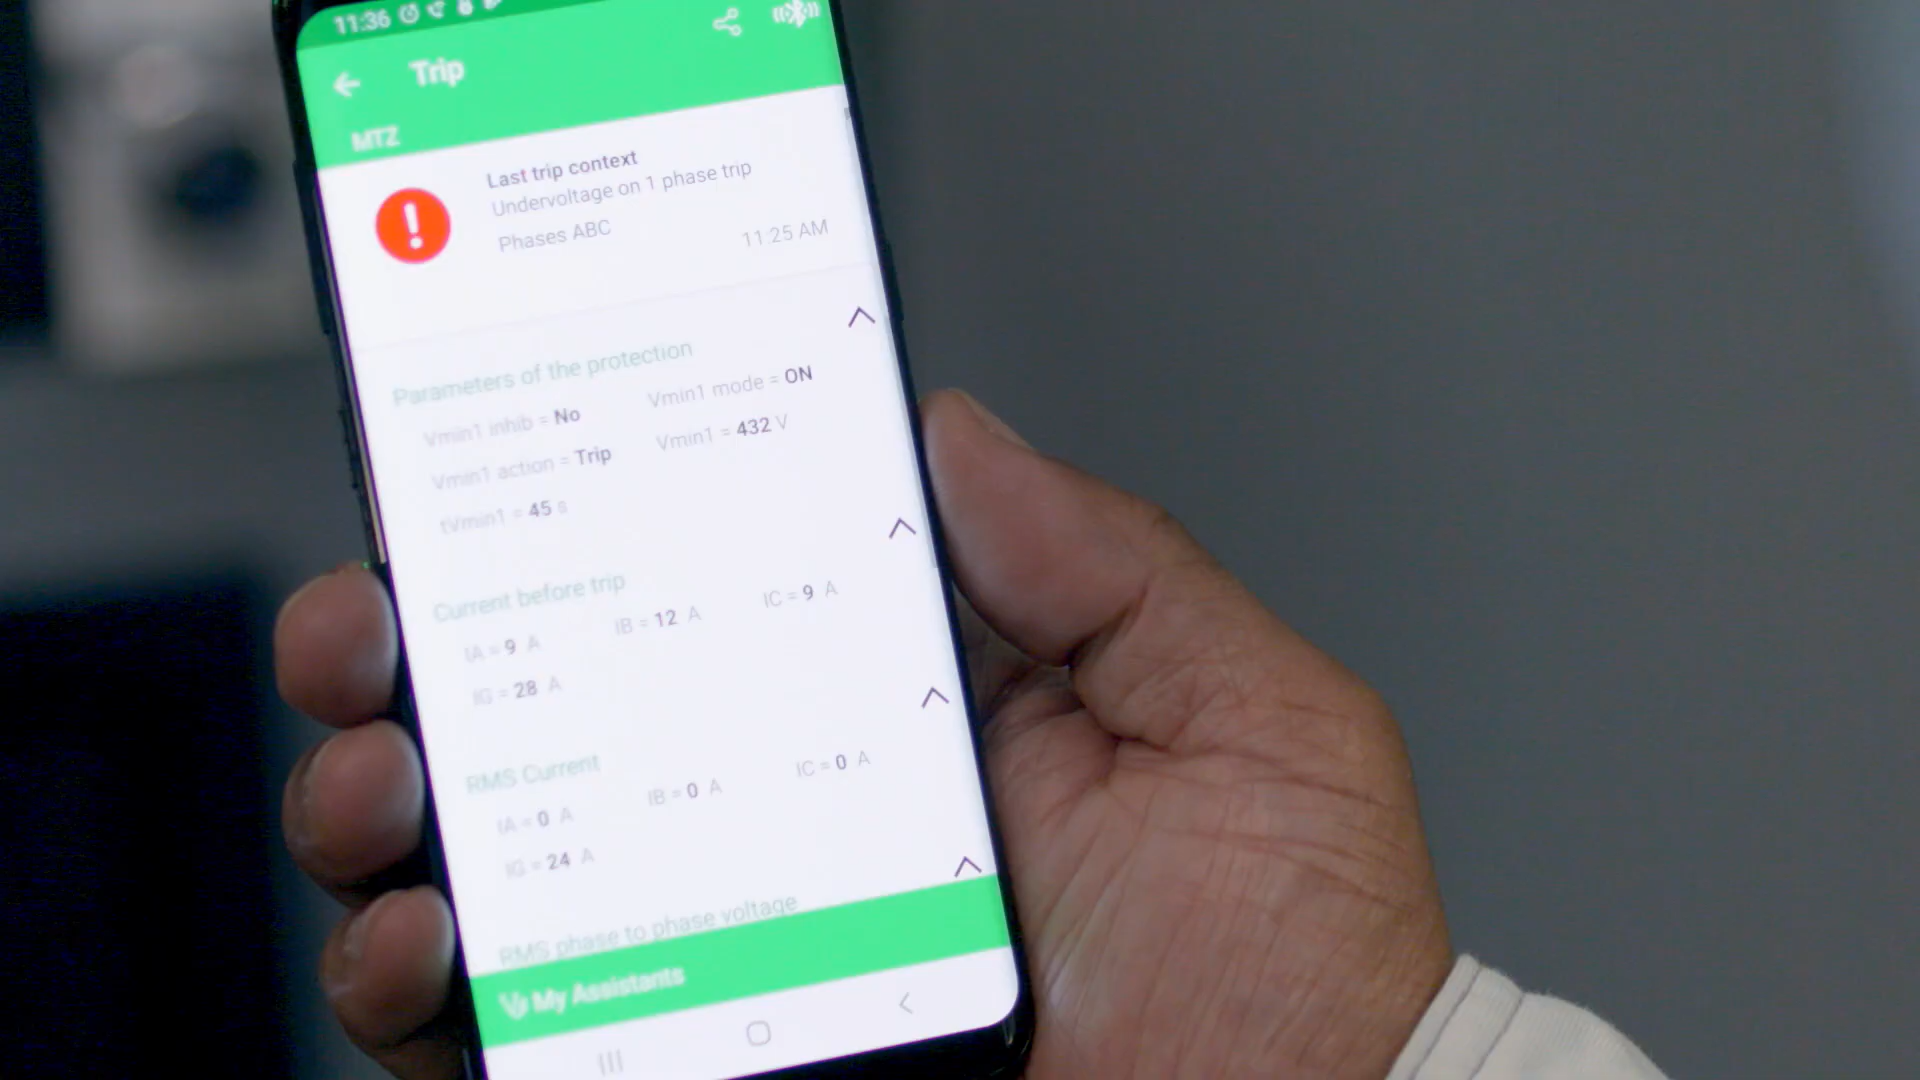 11:36
Trip
MTZ
Last trip context
Undervoltage on 1 phase trip
Phases ABC
11:25 AM
Parameters of the protection
Vmin1 inhib = No
Vmin1 mode = ON
Vmin1 action = Trip
Vmin1 = 432 V
tVmin1 = 45 s
Current before trip
IA = 9 A
IB = 12 A
IC = 9 A
IG = 28 A
RMS Current
IA = 0 A
IB = 0 A
IC = 0 A
IG = 24 A
RMS phase to phase voltage
My Assistants